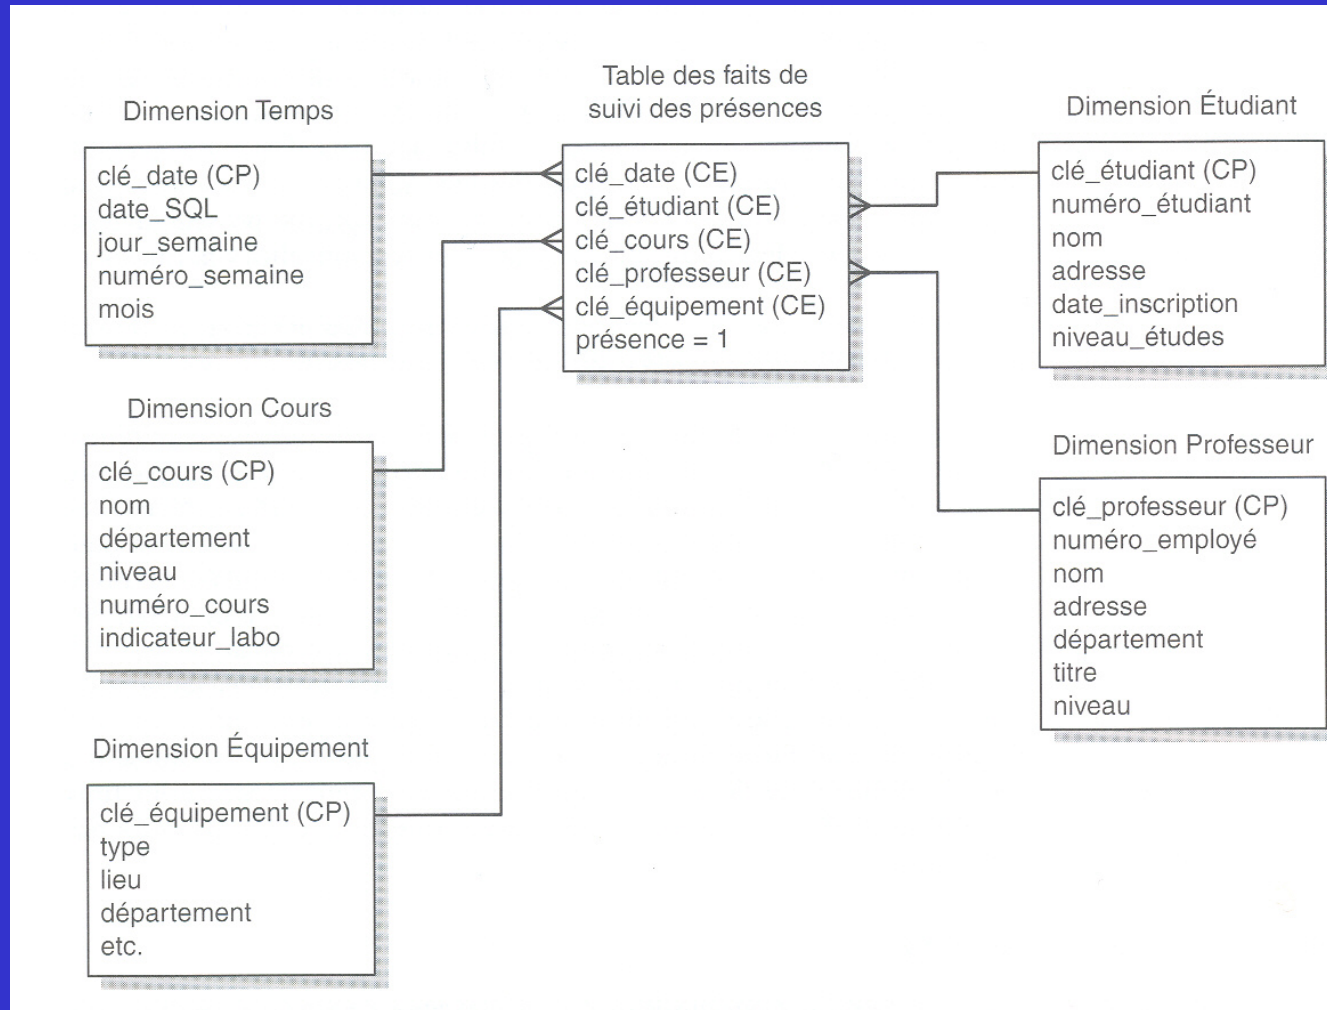 Dimension Temps
clé_date (CP)
date_SQL
jour_semaine
numéro_semaine
mois
Dimension Cours
clé_cours (CP)
nom
département
niveau
numéro_cours
indicateur_labo
Dimension Équipement
clé_équipement (CP)
type
lieu
département
etc.
Table des faits de
suivi des présences
clé_date (CE)
clé_étudiant (CE)
clé_cours (CE)
clé_professeur (CE)
clé_équipement (CE)
présence = 1
Dimension Étudiant
clé_étudiant (CP)
numéro_étudiant
nom
adresse
date_inscription
niveau_études
Dimension Professeur
clé_professeur (CP)
numéro_employé
nom
adresse
département
titre
niveau